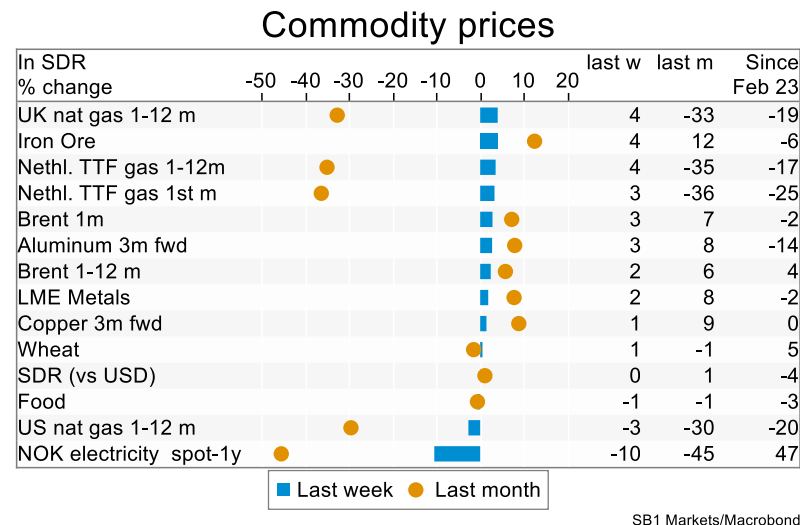 Commodity prices
In SDR last w last m Since
% change -50 -40 -30 -20 -10 0 10 20 Feb 23
UK nat gas 1-12 m 4 -33 -19
Iron Ore 4 12 -6
Nethl. TTF gas 1-12m 4 -35 -17
Nethl. TTF gas 1st m 3 -36 -25
Brent 1m 3 7 -2
Aluminum 3m fwd 3 8 -14
Brent 1-12 m 2 6 4
LME Metals 2 8 -2
Copper 3m fwd 1 9 0
Wheat 1 -1 5
SDR (vs USD) 0 1 -4
Food -1 -1 -3
US nat gas 1-12 m -3 -30 -20
NOK electricity spot-1y -10 -45 47
Last week Last month
SB1 Markets/Macrobond